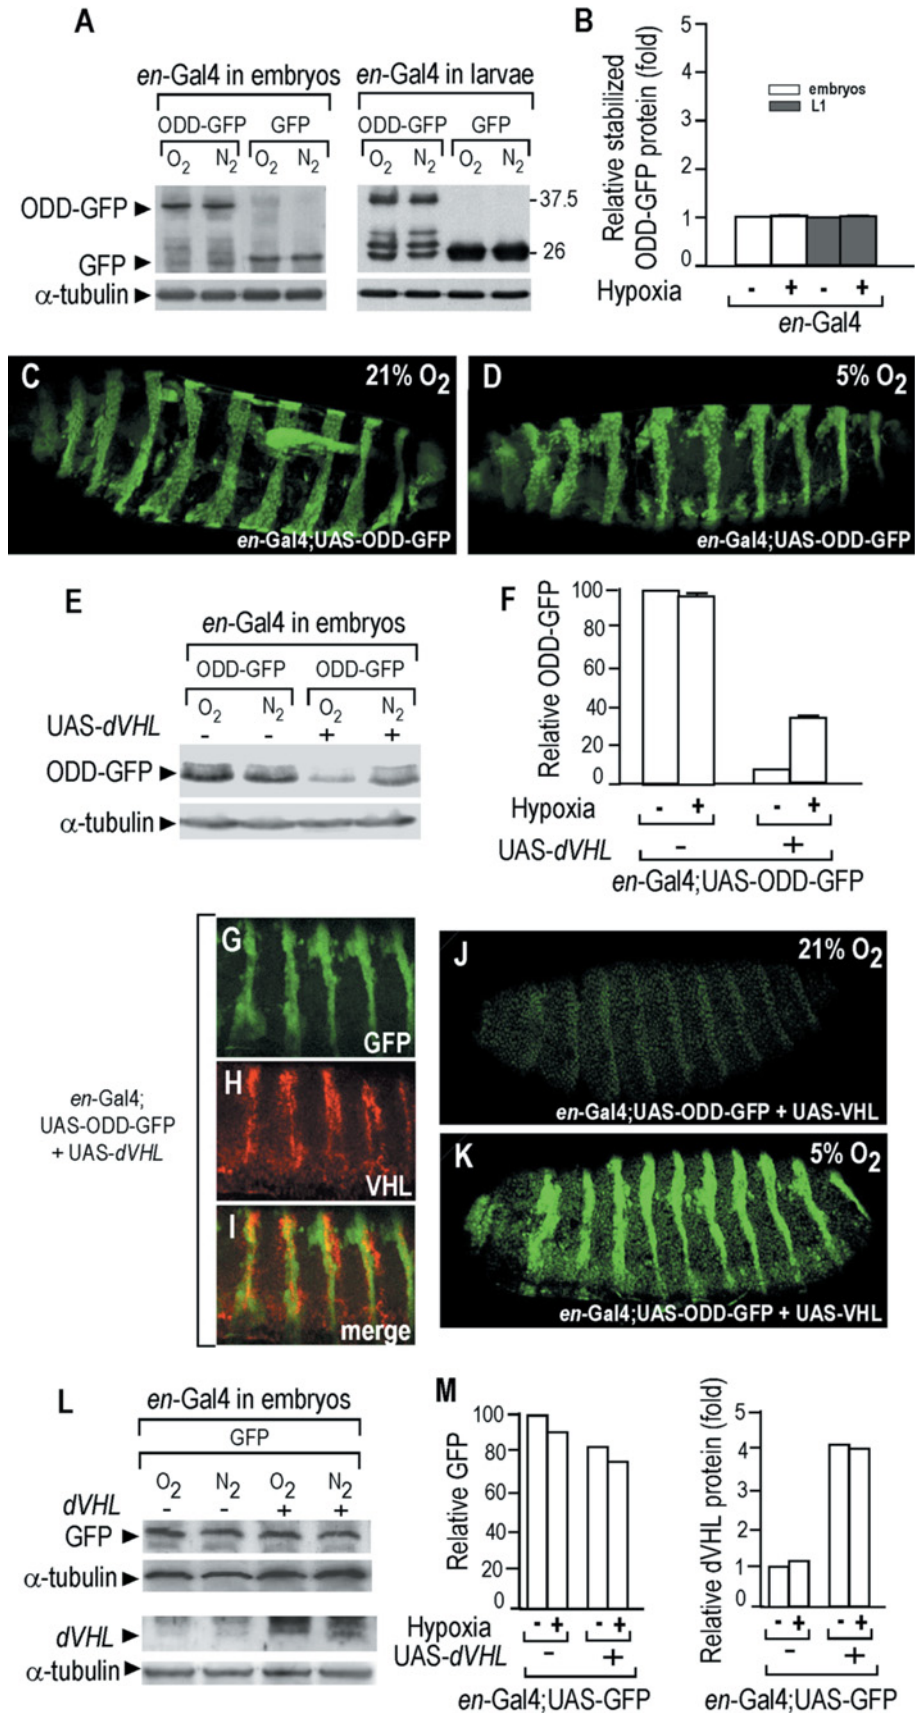 A
en-Gal4 in embryos
en-Gal4 in larvae
ODD-GFP GFP
ODD-GFP GFP
O2 N2 O2 N2
O2 N2 O2 N2
ODD-GFP
GFP
α-tubulin
-37.5
- 26
B
Relative stabilized
ODD-GFP protein (fold)
5
4
3
2
1
0
embryos
L1
Hypoxia - + - +
en-Gal4
C
21% O2
en-Gal4;UAS-ODD-GFP
D
5% O2
en-Gal4;UAS-ODD-GFP
E
en-Gal4 in embryos
ODD-GFP ODD-GFP
O2 N2 O2 N2
UAS-dVHL - - + +
ODD-GFP
α-tubulin
F
Relative ODD-GFP
100
80
60
40
20
0
Hypoxia - + - +
UAS-dVHL - +
en-Gal4;UAS-ODD-GFP
en-Gal4;
UAS-ODD-GFP
+ UAS-dVHL
G
GFP
H
VHL
I
merge
J
21% O2
en-Gal4;UAS-ODD-GFP + UAS-VHL
K
5% O2
en-Gal4;UAS-ODD-GFP + UAS-VHL
L
en-Gal4 in embryos
GFP
O2 N2 O2 N2
dVHL - - + +
GFP
α-tubulin
dVHL
α-tubulin
M
Relative GFP
100
80
60
40
20
0
Hypoxia - + - +
UAS-dVHL - +
en-Gal4;UAS-GFP
Relative dVHL protein (fold)
5
4
2
1
0
- + - +
- +
en-Gal4;UAS-GFP